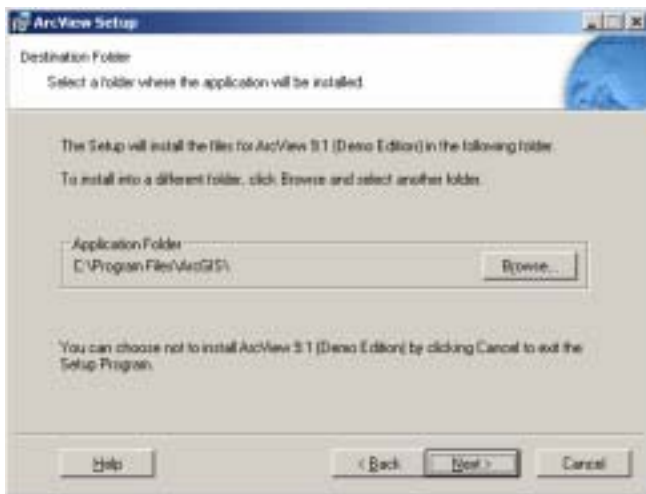 ArcView Setup
Destination Folder
Select a folder where the application will be installed.
The Setup will install the files for ArcView 9.1 (Demo Edition) in the following folder.
To install into a different folder, click Browse and select another folder.
Application Folder
C:\Program Files\ArcGIS\
Browse...
You can choose not to install ArcView 9.1 (Demo Edition) by clicking Cancel to exit the
Setup Program.
Help
< Back
Next >
Cancel